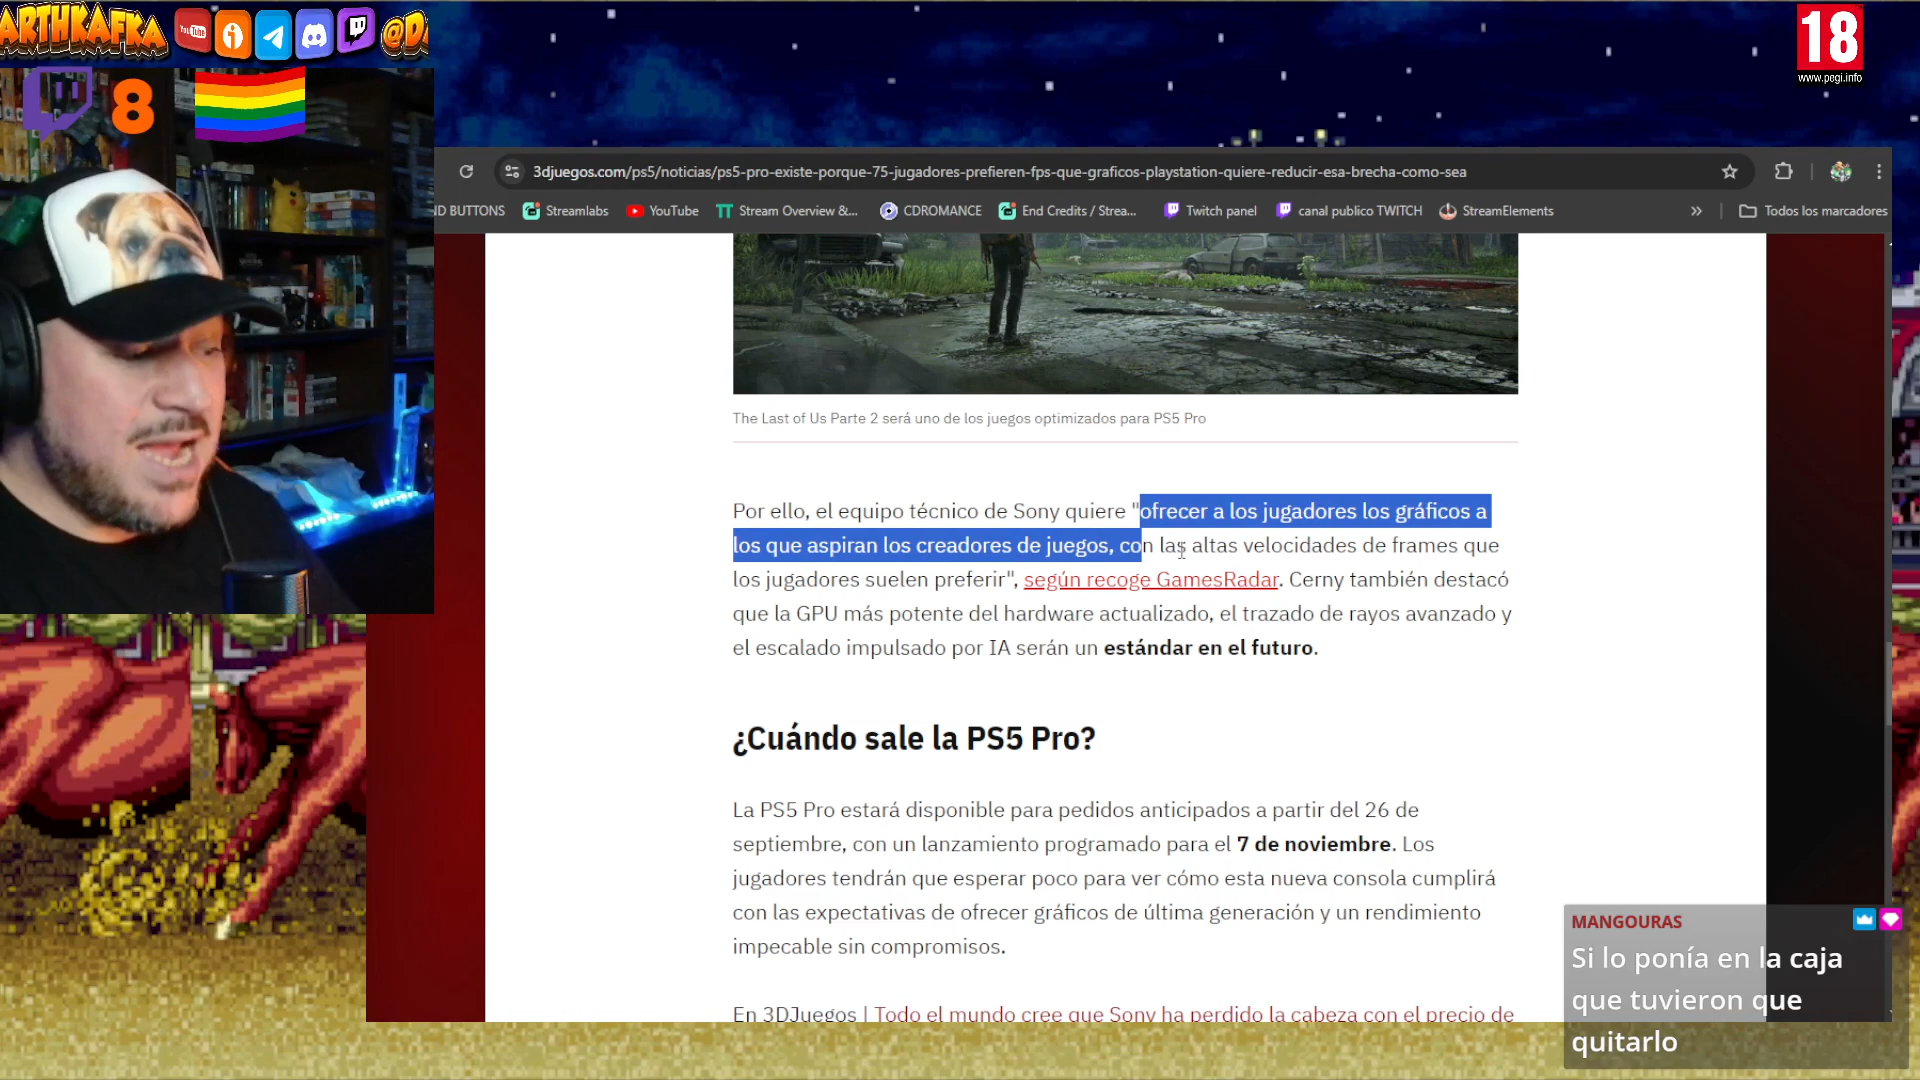 ARTHKAFKA
YouTube
@DA
8
18
www.pegi.info
3djuegos.com/ps5/noticias/ps5-pro-existe-porque-75-jugadores-prefieren-fps-que-graficos-playstation-quiere-reducir-esa-brecha-como-sea
ND BUTTONS Streamlabs YouTube Stream Overview &... CDROMANCE End Credits / Strea... Twitch panel canal publico TWITCH StreamElements » Todos los marcadores
The Last of Us Parte 2 será uno de los juegos optimizados para PS5 Pro
Por ello, el equipo técnico de Sony quiere "ofrecer a los jugadores los gráficos a
los que aspiran los creadores de juegos, con las altas velocidades de frames que
los jugadores suelen preferir", según recoge GamesRadar. Cerny también destacó
que la GPU más potente del hardware actualizado, el trazado de rayos avanzado y
el escalado impulsado por IA serán un estándar en el futuro.
¿Cuándo sale la PS5 Pro?
La PS5 Pro estará disponible para pedidos anticipados a partir del 26 de
septiembre, con un lanzamiento programado para el 7 de noviembre. Los
jugadores tendrán que esperar poco para ver cómo esta nueva consola cumplirá
con las expectativas de ofrecer gráficos de última generación y un rendimiento
impecable sin compromisos.
En 3DJuegos | Todo el mundo cree que Sony ha perdido la cabeza con el precio de
MANGOURAS
Si lo ponía en la caja
que tuvieron que
quitarlo